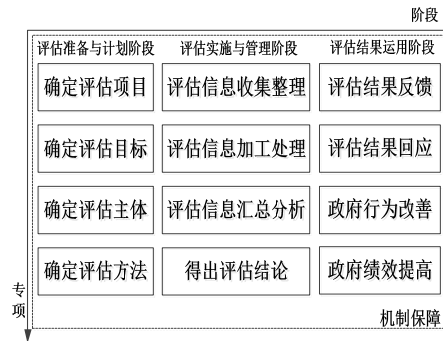 阶段
评估准备与计划阶段 评估实施与管理阶段 评估结果运用阶段
确定评估项目 评估信息收集整理 评估结果反馈
确定评估目标 评估信息加工处理 评估结果回应
确定评估主体 评估信息汇总分析 政府行为改善
确定评估方法 得出评估结论 政府绩效提高
专项
机制保障